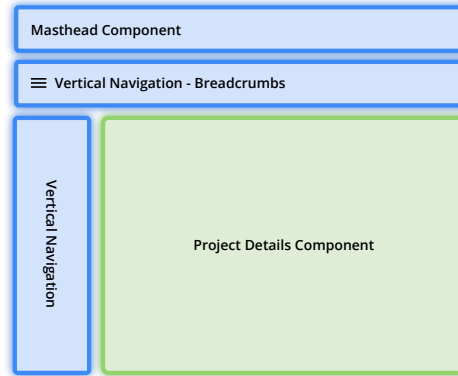 Masthead Component
Vertical Navigation - Breadcrumbs
Vertical Navigation
Project Details Component